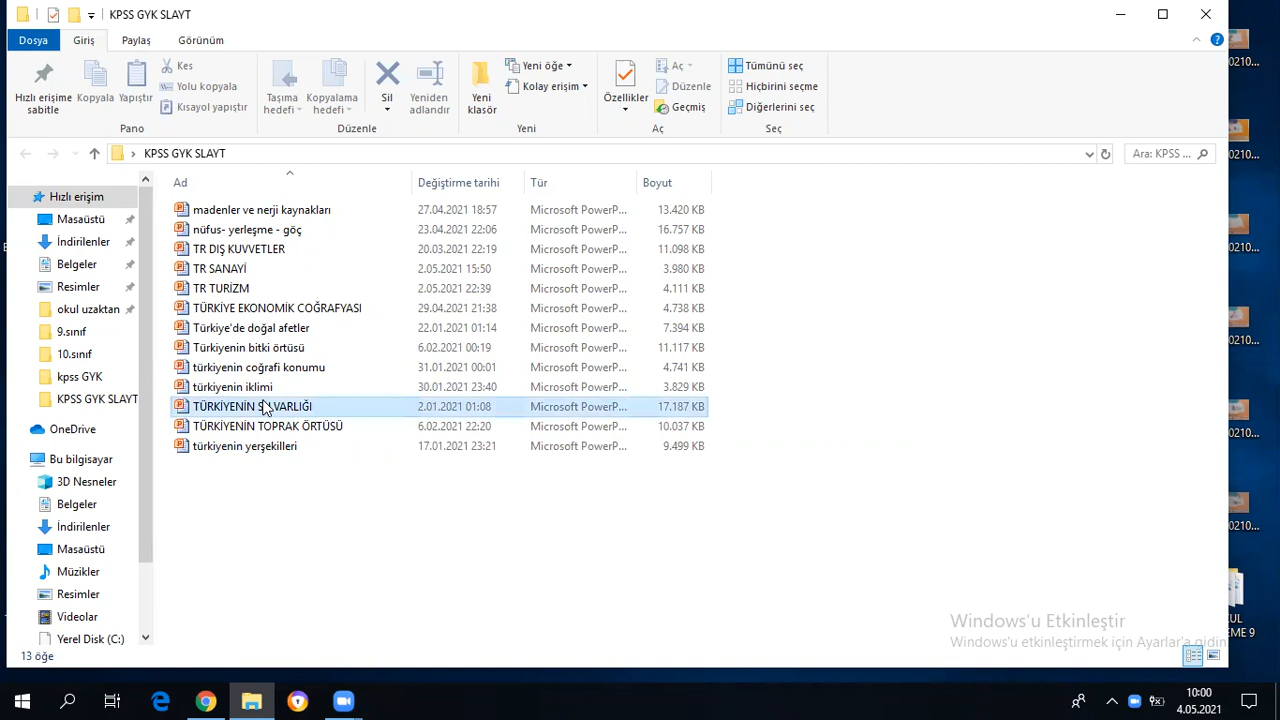 KPSS GYK SLAYT
Dosya Giriş Paylaş Görünüm
Hızlı erişime sabitle
Kopyala
Yapıştır
Kes
Yolu kopyala
Kısayol yapıştır
Taşıma hedefi
Kopyalama hedefi
Sil
Yeniden adlandır
Yeni klasör
Yeni öğe
Kolay erişim
Özellikler
Aç
Düzenle
Geçmiş
Tümünü seç
Hiçbirini seçme
Diğerlerini seç
Pano Düzenle Yeni Aç Seç
KPSS GYK SLAYT
Ara: KPSS ...
Ad Değiştirme tarihi Tür Boyut
madenler ve nerji kaynakları 27.04.2021 18:57 Microsoft PowerP... 13.420 KB
nüfus- yerleşme - göç 23.04.2021 22:06 Microsoft PowerP... 16.757 KB
TR DIŞ KUVVETLER 20.03.2021 22:19 Microsoft PowerP... 11.098 KB
TR SANAYİ 2.05.2021 15:50 Microsoft PowerP... 3.980 KB
TR TURİZM 2.05.2021 22:39 Microsoft PowerP... 4.111 KB
TÜRKİYE EKONOMİK COĞRAFYASI 29.04.2021 21:38 Microsoft PowerP... 4.738 KB
Türkiye'de doğal afetler 22.01.2021 01:14 Microsoft PowerP... 7.394 KB
Türkiyenin bitki örtüsü 6.02.2021 00:19 Microsoft PowerP... 11.117 KB
türkiyenin coğrafi konumu 31.01.2021 00:01 Microsoft PowerP... 4.741 KB
türkiyenin iklimi 30.01.2021 23:40 Microsoft PowerP... 3.829 KB
TÜRKİYENİN VARLIĞI 2.01.2021 01:08 Microsoft PowerP... 17.187 KB
TÜRKİYENİN TOPRAK ÖRTÜSÜ 6.02.2021 22:20 Microsoft PowerP... 10.037 KB
türkiyenin yerşekilleri 17.01.2021 23:21 Microsoft PowerP... 9.499 KB
Hızlı erişim
Masaüstü
İndirilenler
Belgeler
Resimler
okul uzaktan
9.sınıf
10.sınıf
kpss GYK
KPSS GYK SLAYT
OneDrive
Bu bilgisayar
3D Nesneler
Belgeler
İndirilenler
Masaüstü
Müzikler
Resimler
Videolar
Yerel Disk (C:)
13 öğe
Windows'u Etkinleştir
Windows'u etkinleştirmek için Ayarlar'a gidin
0210...
0210...
0210...
0210...
0210...
0210...
EME 9
10:00
4.05.2021